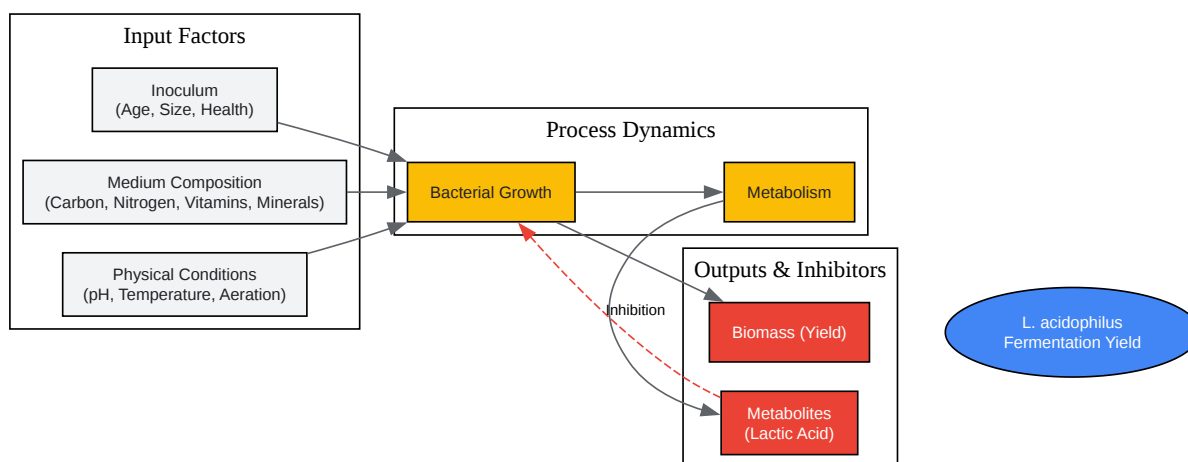 Input Factors
Inoculum
(Age, Size, Health)
Medium Composition
(Carbon, Nitrogen, Vitamins, Minerals)
Physical Conditions
(pH, Temperature, Aeration)
Process Dynamics
Bacterial Growth
Metabolism
Inhibition
Outputs & Inhibitors
Biomass (Yield)
Metabolites
(Lactic Acid)
L. acidophilus
Fermentation Yield